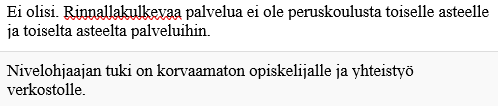 Ei olisi. Rinnallakulkevaa palvelua ei ole peruskoulusta toiselle asteelle
ja toiselta asteelta palveluihin.
Nivelohjaajan tuki on korvaamaton opiskelijalle ja yhteistyö
verkostolle.